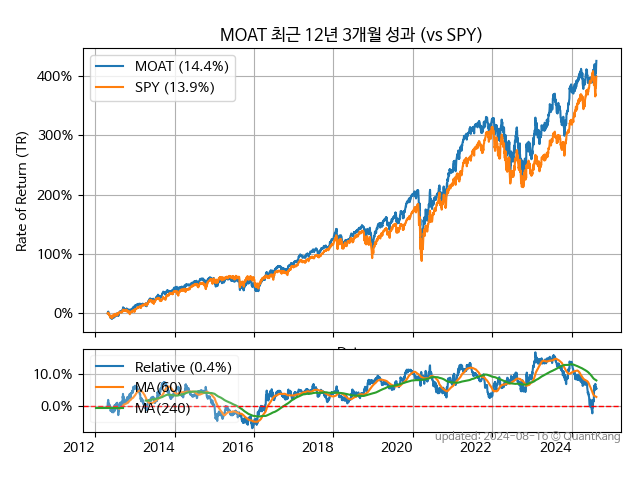 MOAT 최근 12년 3개월 성과 (vs SPY)
MOAT (14.4%)
SPY (13.9%)
Rate of Return (TR)
400%
300%
200%
100%
0%
Relative (0.4%)
MA(60)
MA(240)
10.0%
0.0%
2012 2014 2016 2018 2020 2022 2024
updated: 2024-08-16 © QuantKang